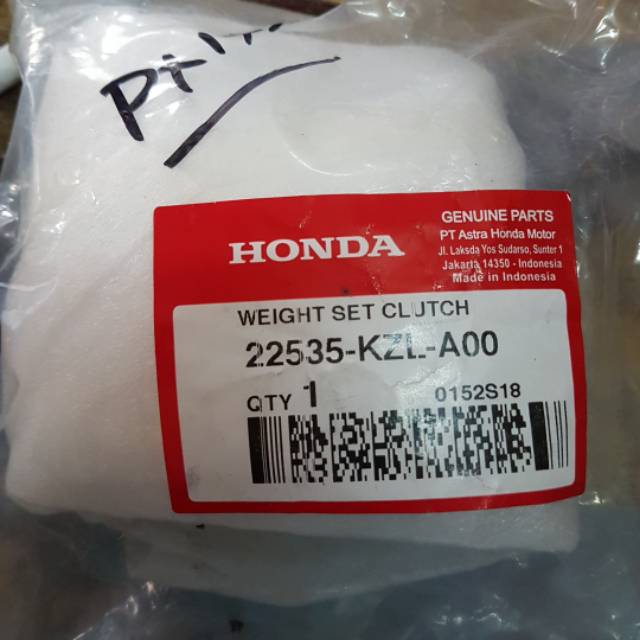 HONDA
GENUINE PARTS
PT Astra Honda Motor
Jl. Laksda Yos Sudarso, Sunter 1
Jakarta 14350 - Indonesia
Made in Indonesia
WEIGHT SET CLUTCH
22535-KZL-A00
QTY 1 0152S18